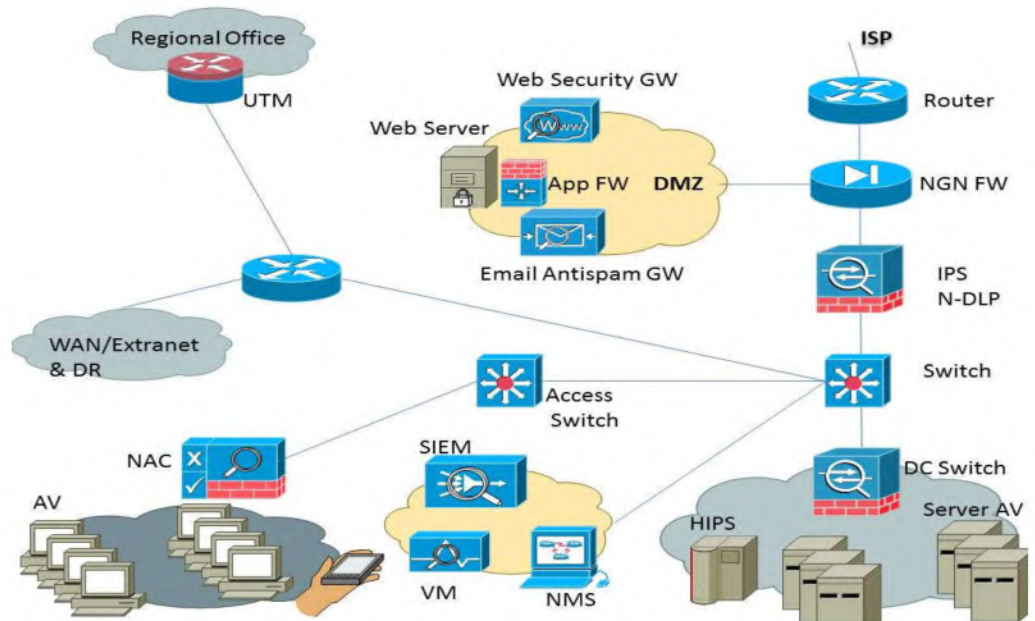 Regional Office
UTM
ISP
Web Security GW
Router
Web Server
www
App FW
DMZ
NGN FW
Email Antispam GW
IPS
N-DLP
WAN/Extranet
& DR
Switch
Access
Switch
NAC
X
SIEM
DC Switch
AV
HIPS
Server AV
VM
NMS